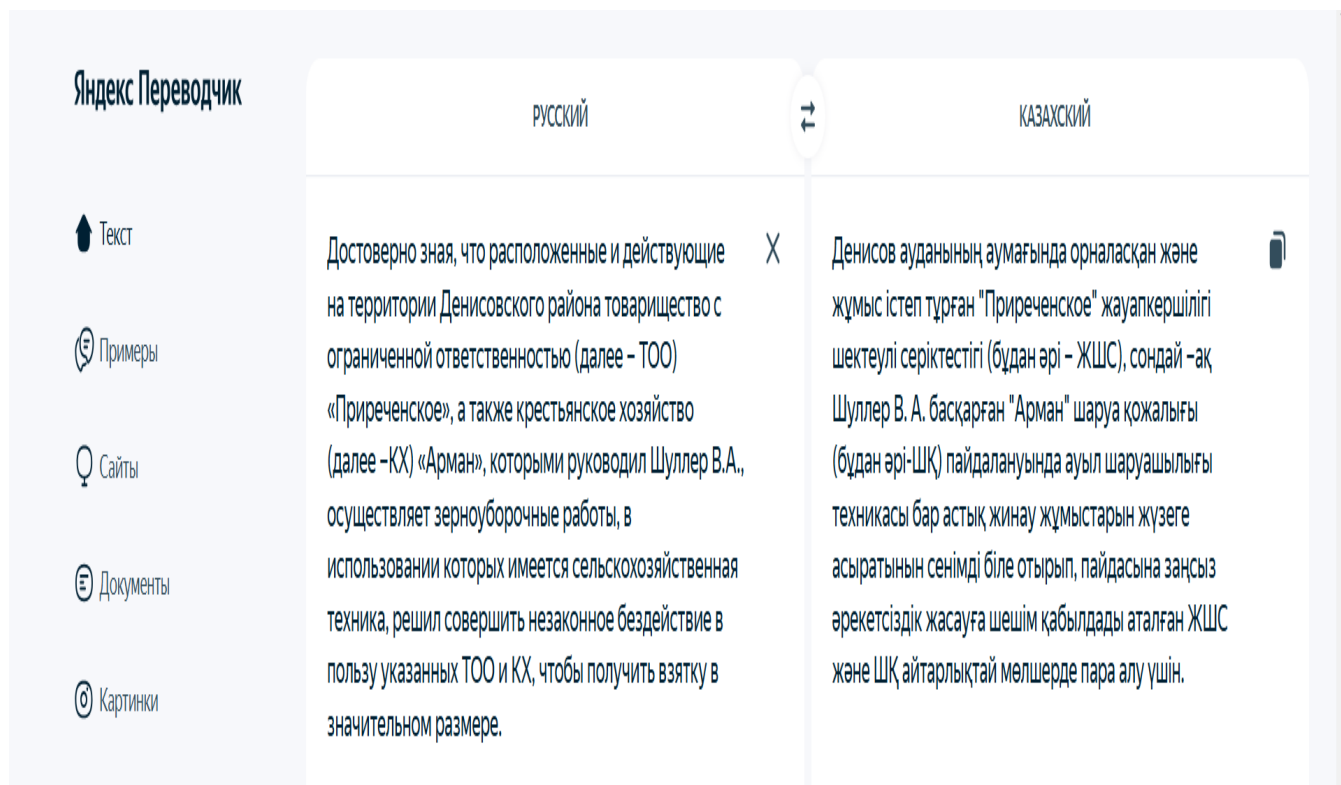 Яндекс Переводчик
РУССКИЙ
КАЗАХСКИЙ
Текст
Примеры
Сайты
Документы
Картинки
Достоверно зная, что расположенные и действующие
на территории Денисовского района товарищество с
ограниченной ответственностью (далее – ТОО)
«Приреченское», а также крестьянское хозяйство
(далее –КХ) «Арман», которыми руководил Шуллер В.А.,
осуществляет зерноуборочные работы, в
использовании которых имеется сельскохозяйственная
техника, решил совершить незаконное бездействие в
пользу указанных ТОО и КХ, чтобы получить взятку в
значительном размере.
Денисов ауданының аумағында орналасқан және
жұмыс істеп тұрған "Приреченское" жауапкершілігі
шектеулі серіктестігі (бұдан әрі – ЖШС), сондай –ақ
Шуллер В. А. басқарған "Арман" шаруа қожалығы
(бұдан әрі-ШҚ) пайдалануында ауыл шаруашылығы
техникасы бар астық жинау жұмыстарын жүзеге
асыратынын сенімді біле отырып, пайдасына заңсыз
әрекетсіздік жасауға шешім қабылдады аталған ЖШС
және ШҚ айтарлықтай мөлшерде пара алу үшін.